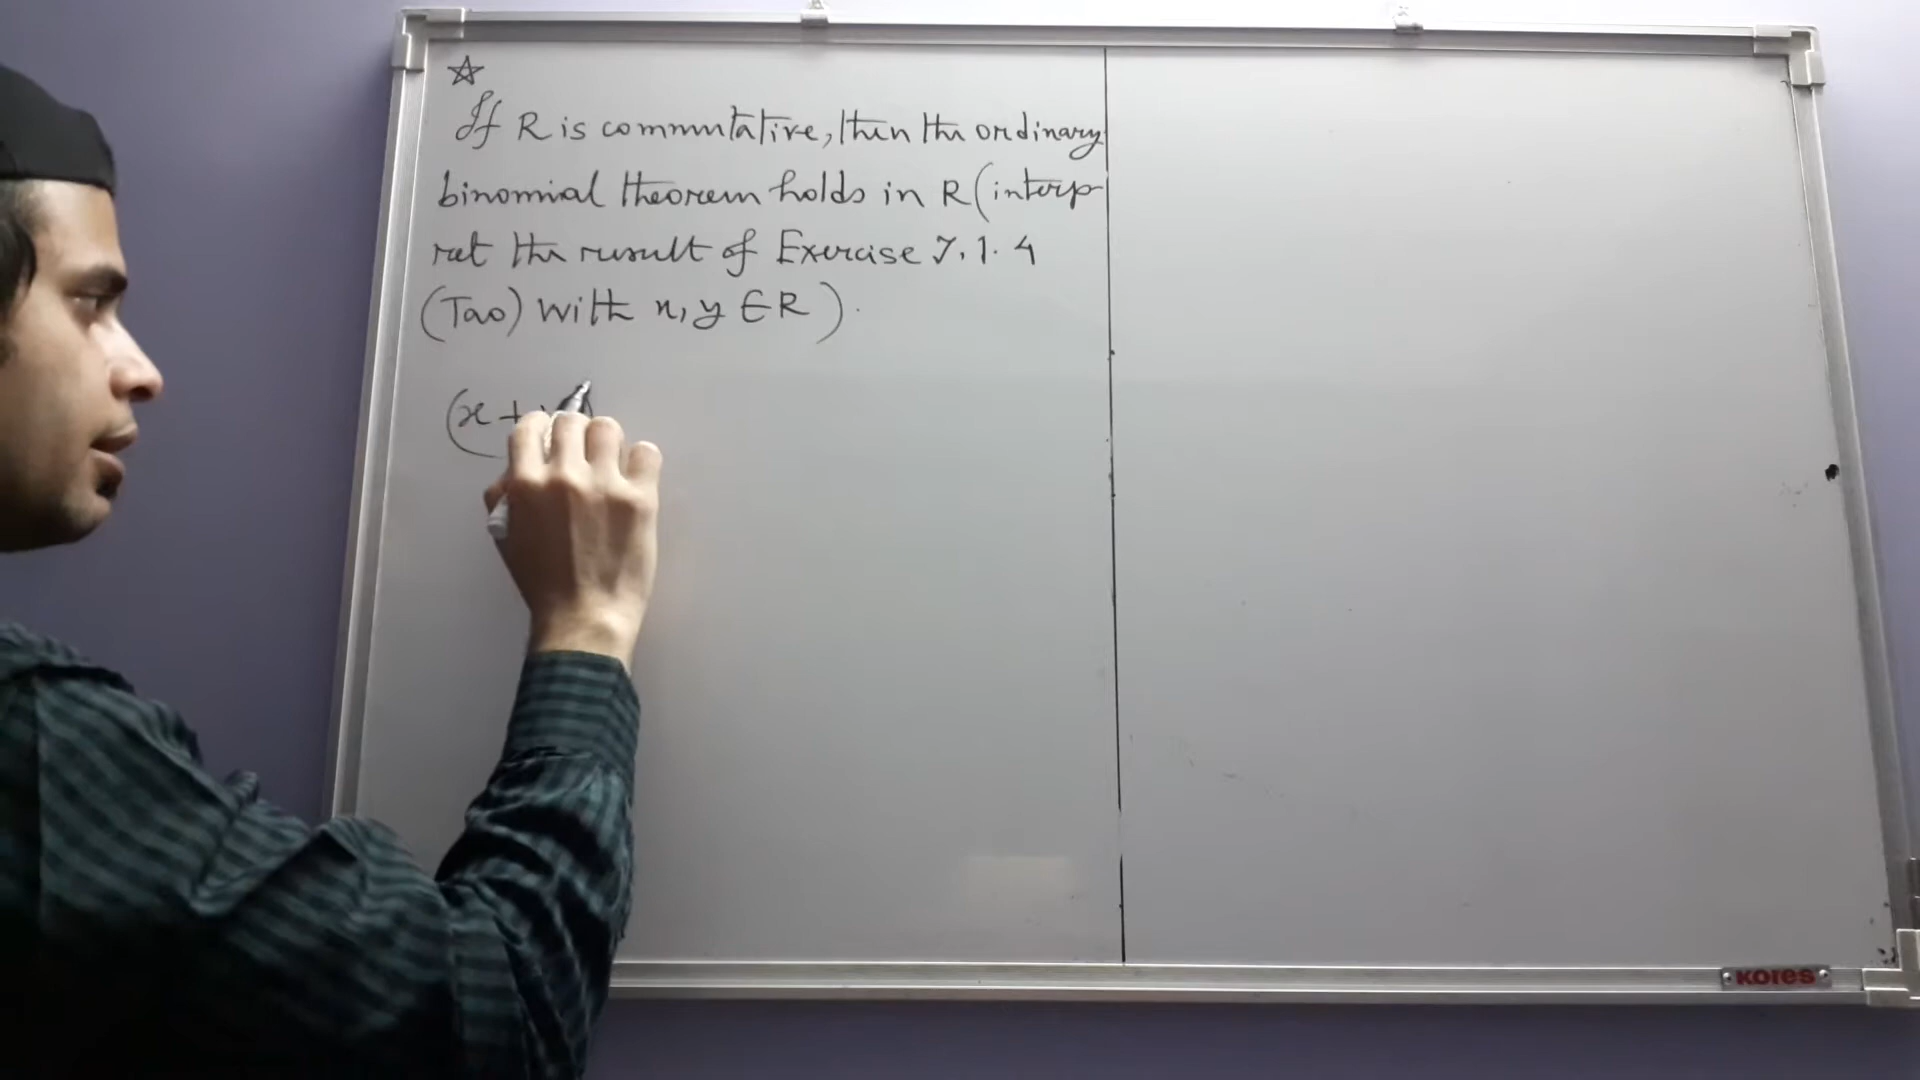 ☆
If R is commutative, then the ordinary
binomial theorem holds in R (interp-
ret the result of Exercise 7.1.4
(Tao) with x, y ∈ R).
(x + y)
KOReS